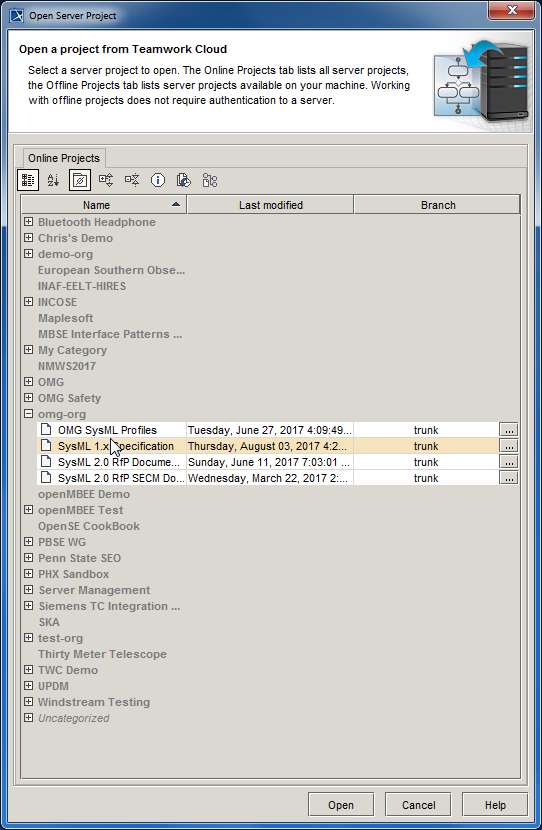 Open Server Project
Open a project from Teamwork Cloud
Select a server project to open. The Online Projects tab lists all server projects,
the Offline Projects tab lists server projects available on your machine. Working
with offline projects does not require authentication to a server.
Online Projects
Name Last modified Branch
Bluetooth Headphone
Chris's Demo
demo-org
European Southern Obse...
INAF-EELT-HIRES
INCOSE
Maplesoft
MBSE Interface Patterns ...
My Category
NMWS2017
OMG
OMG Safety
omg-org
OMG SysML Profiles Tuesday, June 27, 2017 4:09:49... trunk ...
SysML 1.x Specification Thursday, August 03, 2017 4:2... trunk ...
SysML 2.0 RfP Docume... Sunday, June 11, 2017 7:03:01 ... trunk ...
SysML 2.0 RfP SECM Do... Wednesday, March 22, 2017 2:... trunk ...
openMBEE Demo
openMBEE Test
OpenSE CookBook
PBSE WG
Penn State SEO
PHX Sandbox
Server Management
Siemens TC Integration ...
SKA
test-org
Thirty Meter Telescope
TWC Demo
UPDM
Windstream Testing
Uncategorized
Open Cancel Help